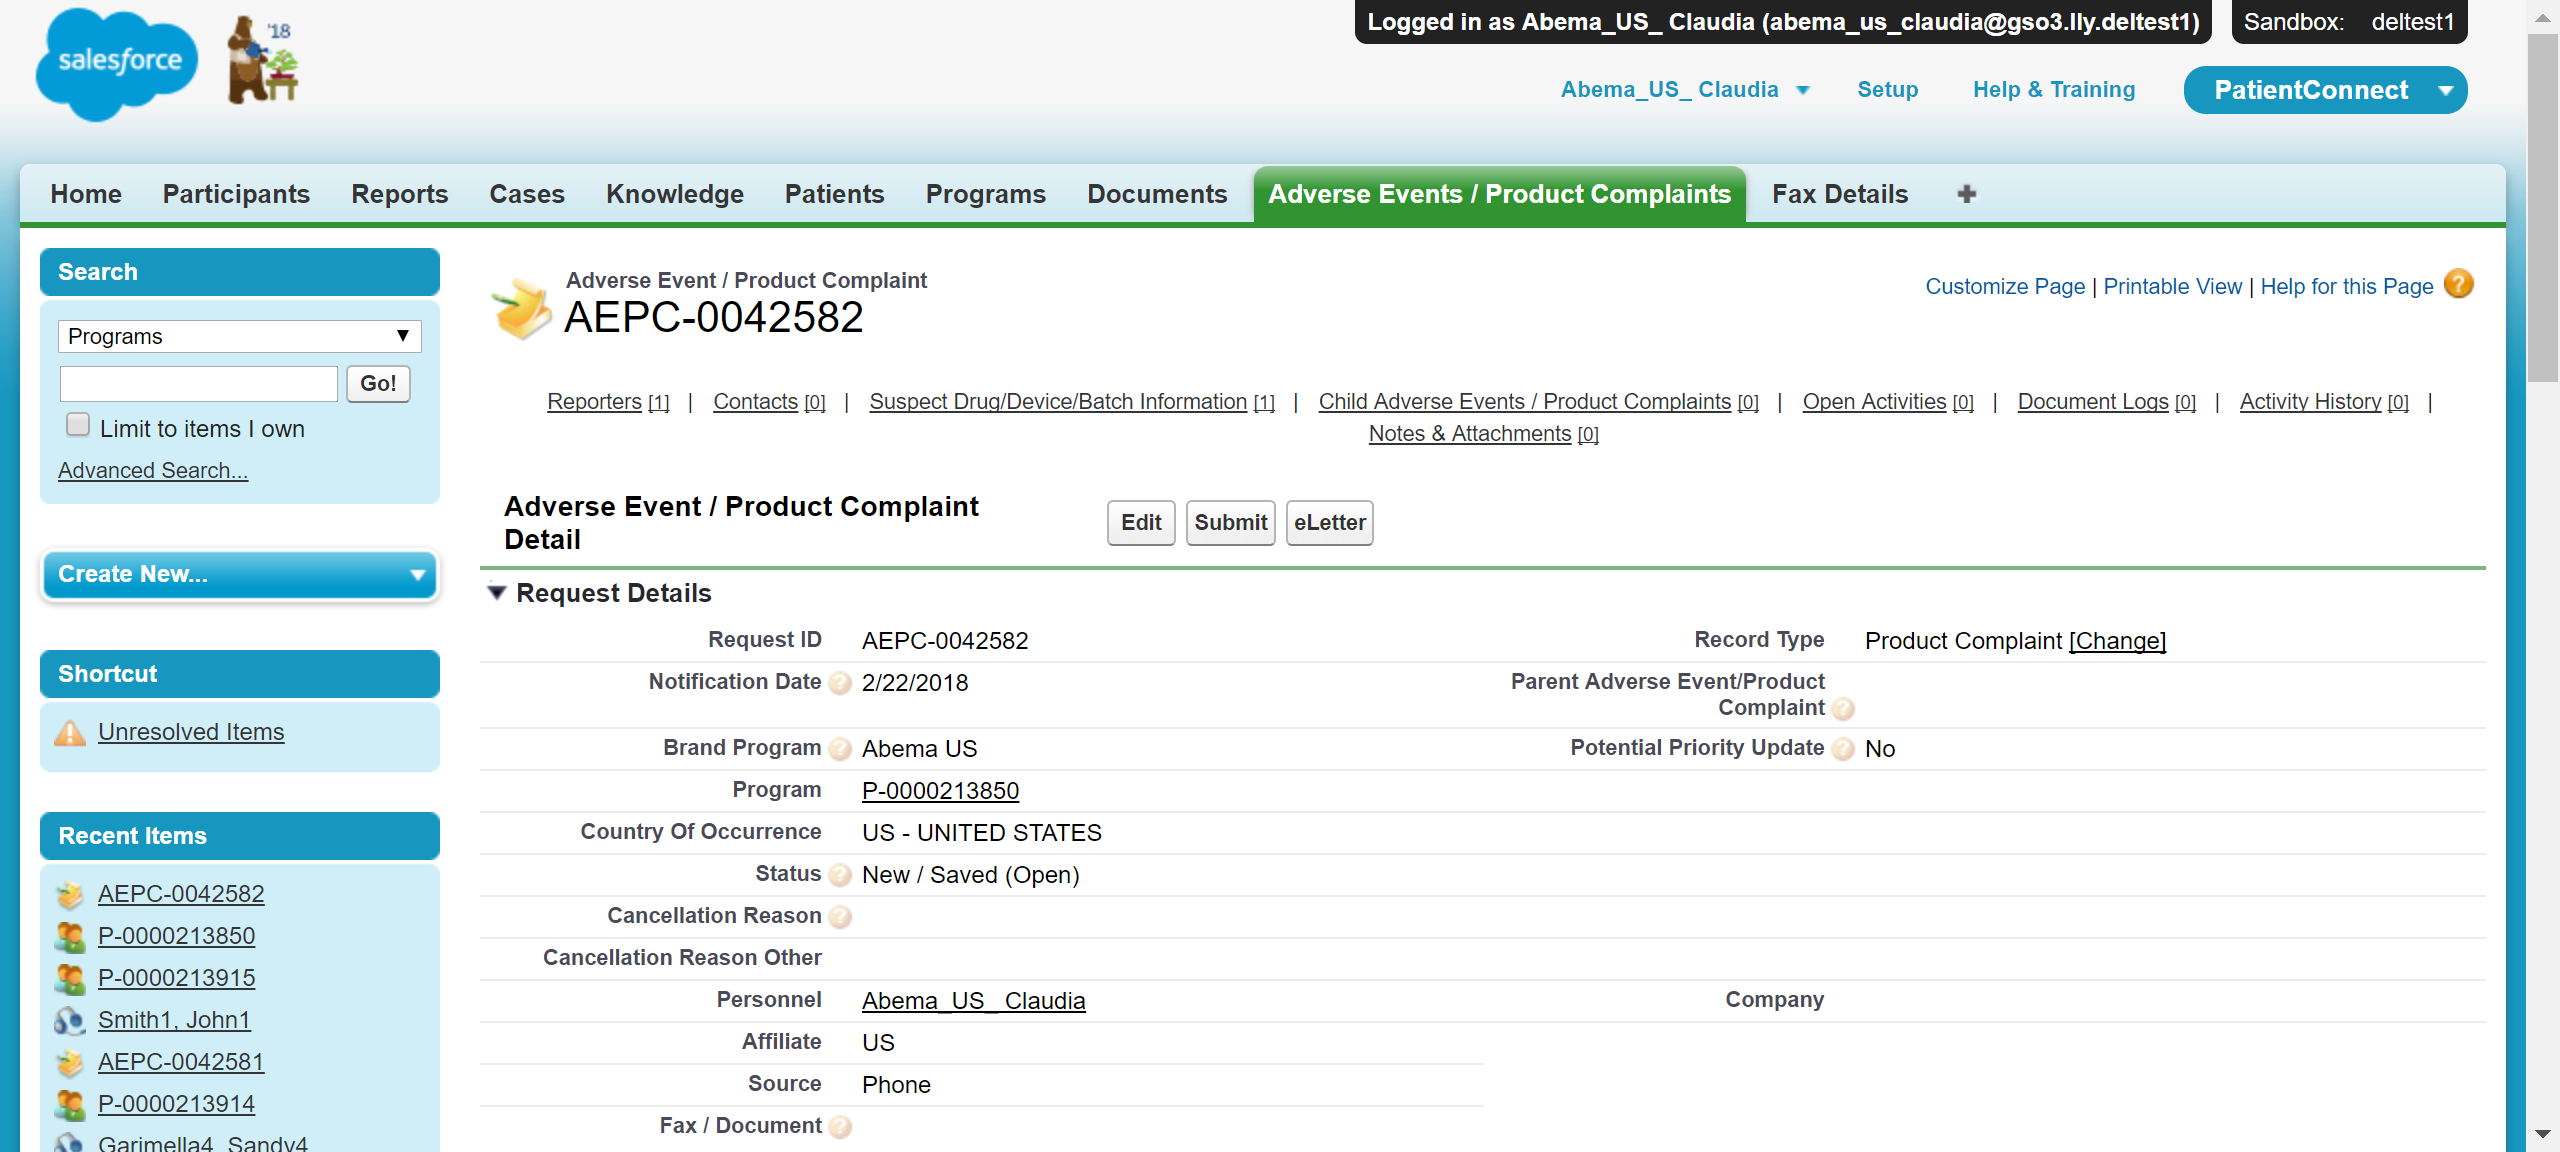 salesforce
'18
Logged in as Abema_US_ Claudia (abema_us_claudia@gso3.lly.deltest1)
Sandbox: deltest1
Abema_US_ Claudia
Setup
Help & Training
PatientConnect
Home
Participants
Reports
Cases
Knowledge
Patients
Programs
Documents
Adverse Events / Product Complaints
Fax Details
Search
Programs
Go!
Limit to items I own
Advanced Search...
Create New...
Shortcut
Unresolved Items
Recent Items
AEPC-0042582
P-0000213850
P-0000213915
Smith1, John1
AEPC-0042581
P-0000213914
Garimella4, Sandy4
Adverse Event / Product Complaint
AEPC-0042582
Customize Page | Printable View | Help for this Page
Reporters [1] | Contacts [0] | Suspect Drug/Device/Batch Information [1] | Child Adverse Events / Product Complaints [0] | Open Activities [0] | Document Logs [0] | Activity History [0] |
Notes & Attachments [0]
Adverse Event / Product Complaint
Detail
Edit
Submit
eLetter
Request Details
Request ID AEPC-0042582
Record Type Product Complaint [Change]
Notification Date 2/22/2018
Parent Adverse Event/Product
Complaint
Brand Program Abema US
Potential Priority Update No
Program P-0000213850
Country Of Occurrence US - UNITED STATES
Status New / Saved (Open)
Cancellation Reason
Cancellation Reason Other
Personnel Abema_US_ Claudia
Company
Affiliate US
Source Phone
Fax / Document